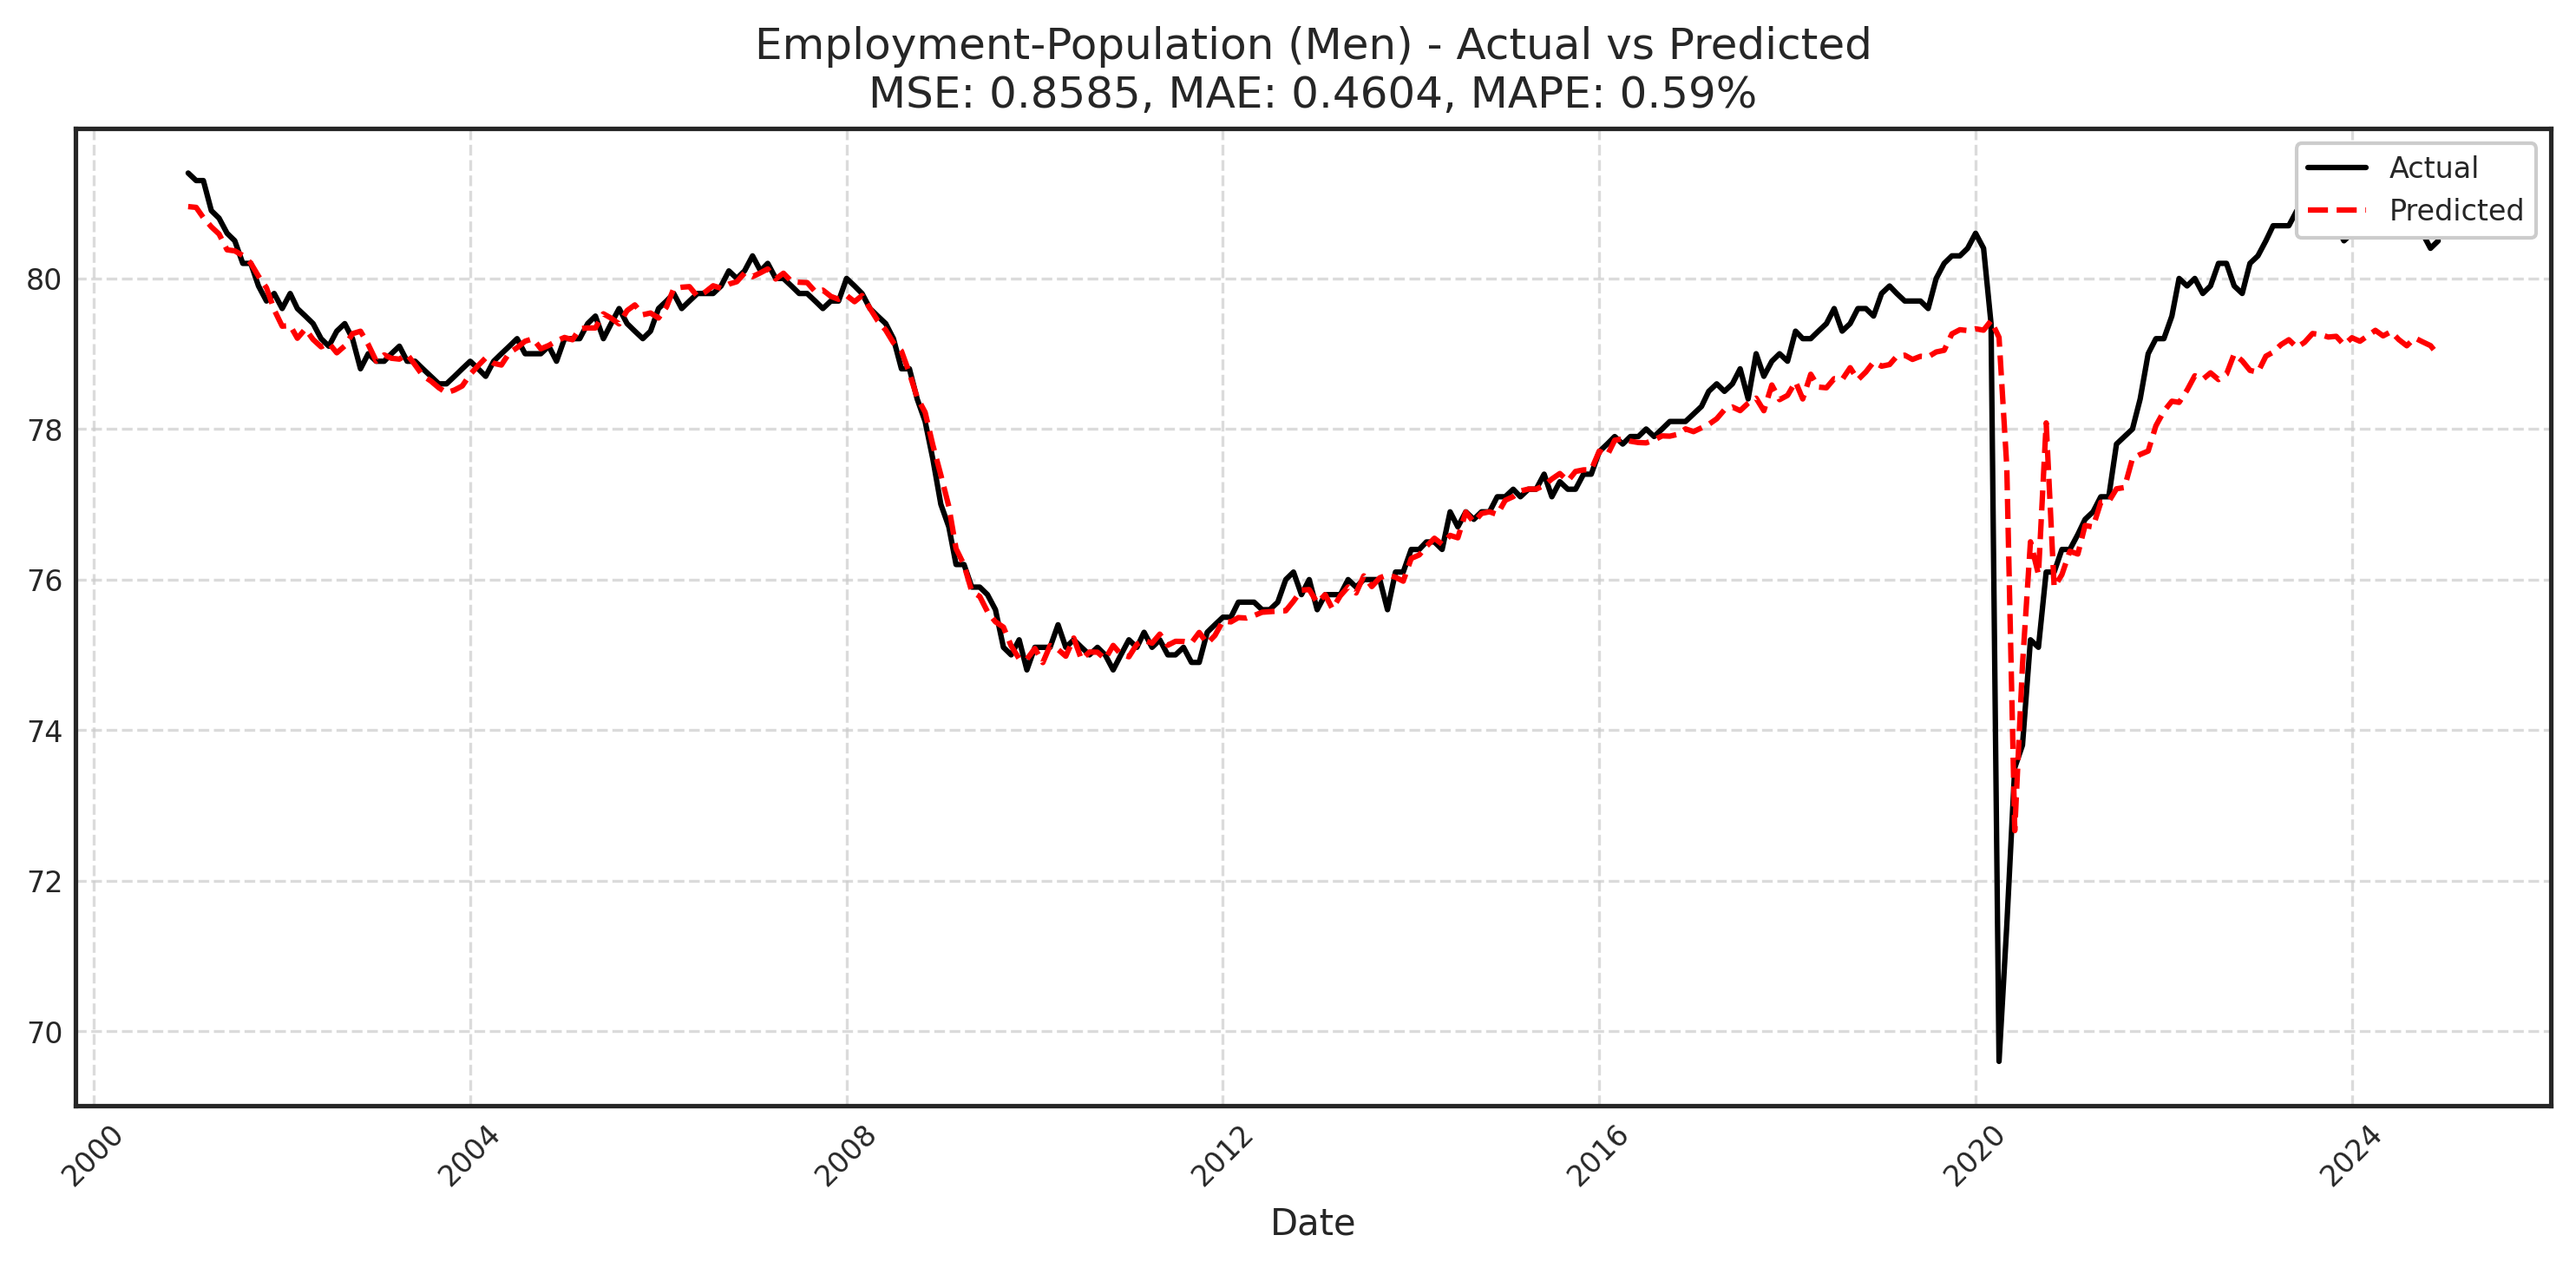 Employment-Population (Men) - Actual vs Predicted
MSE: 0.8585, MAE: 0.4604, MAPE: 0.59%
Actual
Predicted
80
78
76
74
72
70
2000
2004
2008
2012
2016
2020
2024
Date